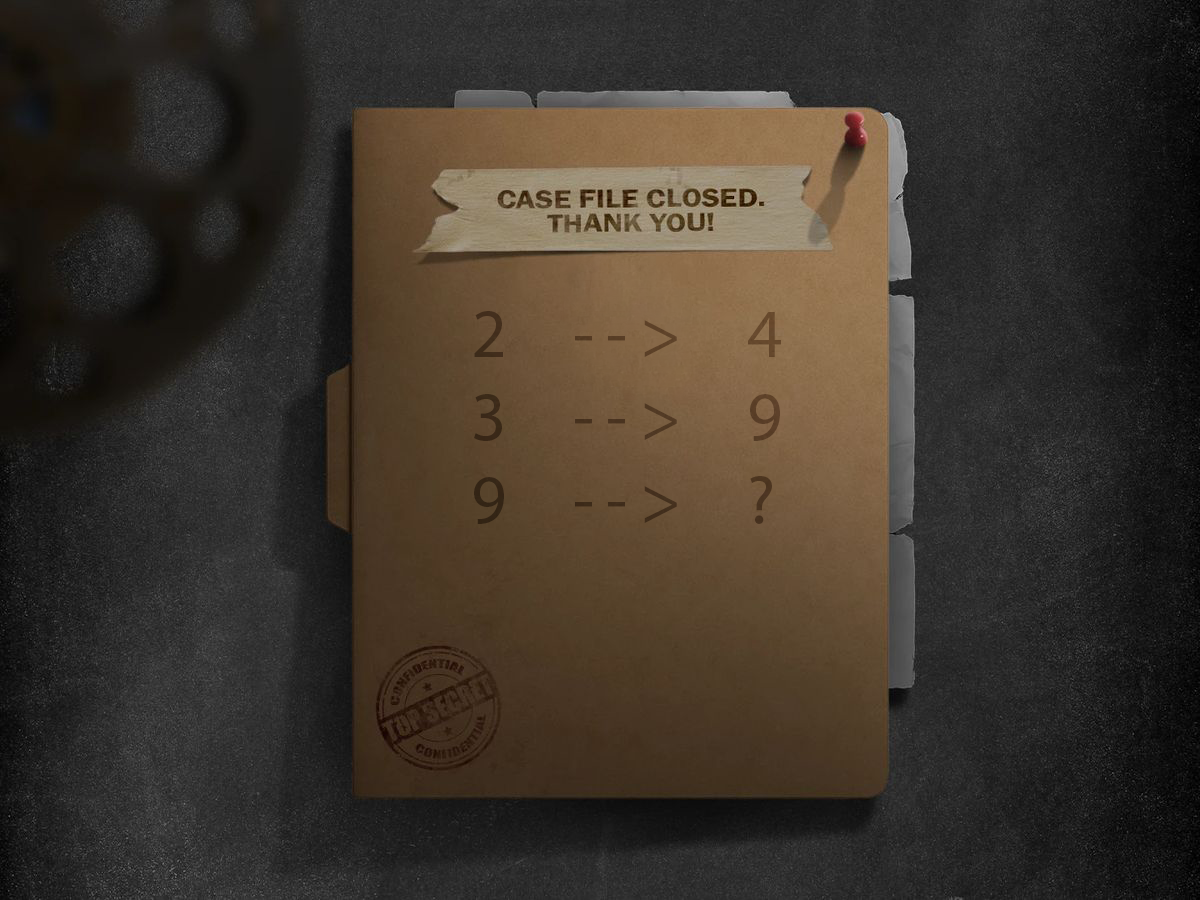 CASE FILE CLOSED.
THANK YOU!
2 --> 4
3 --> 9
9 --> ?
CONFIDENTIAL
TOP SECRET
CONFIDENTIAL